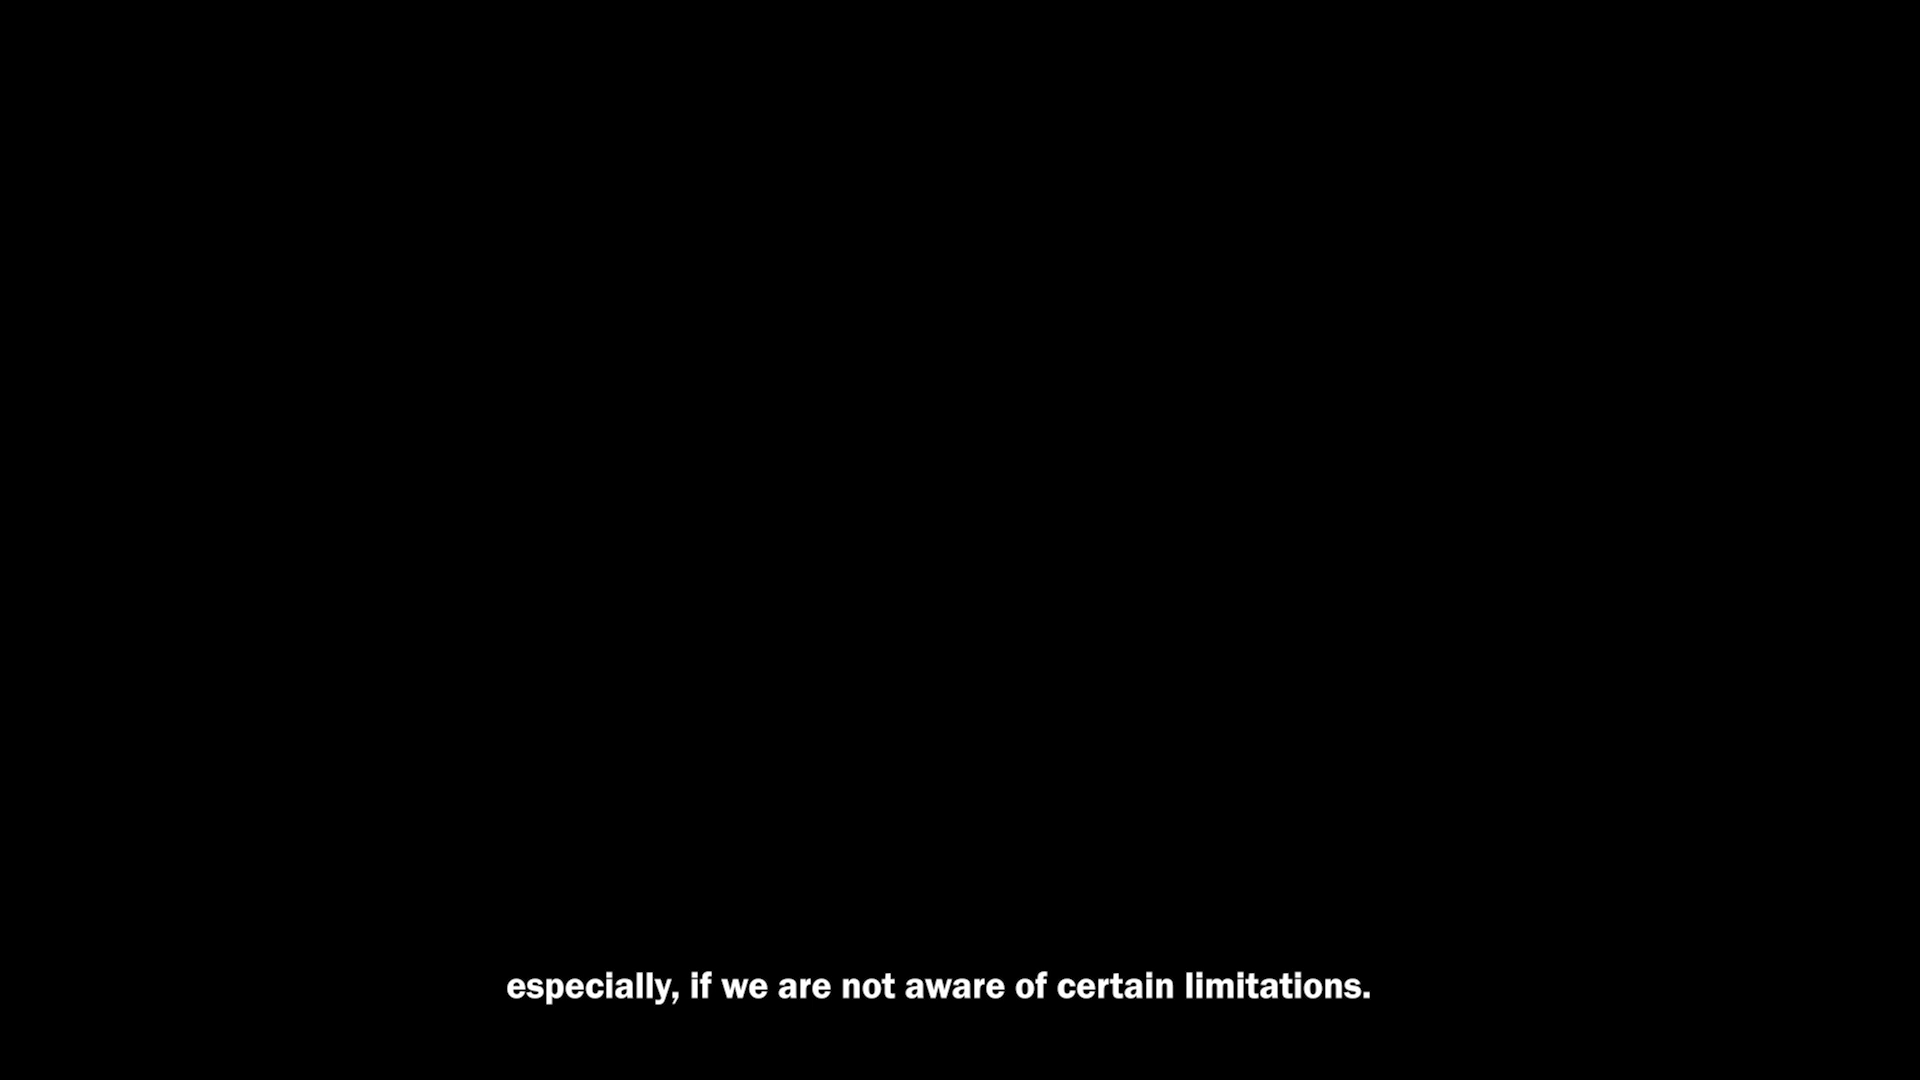 especially, if we are not aware of certain limitations.